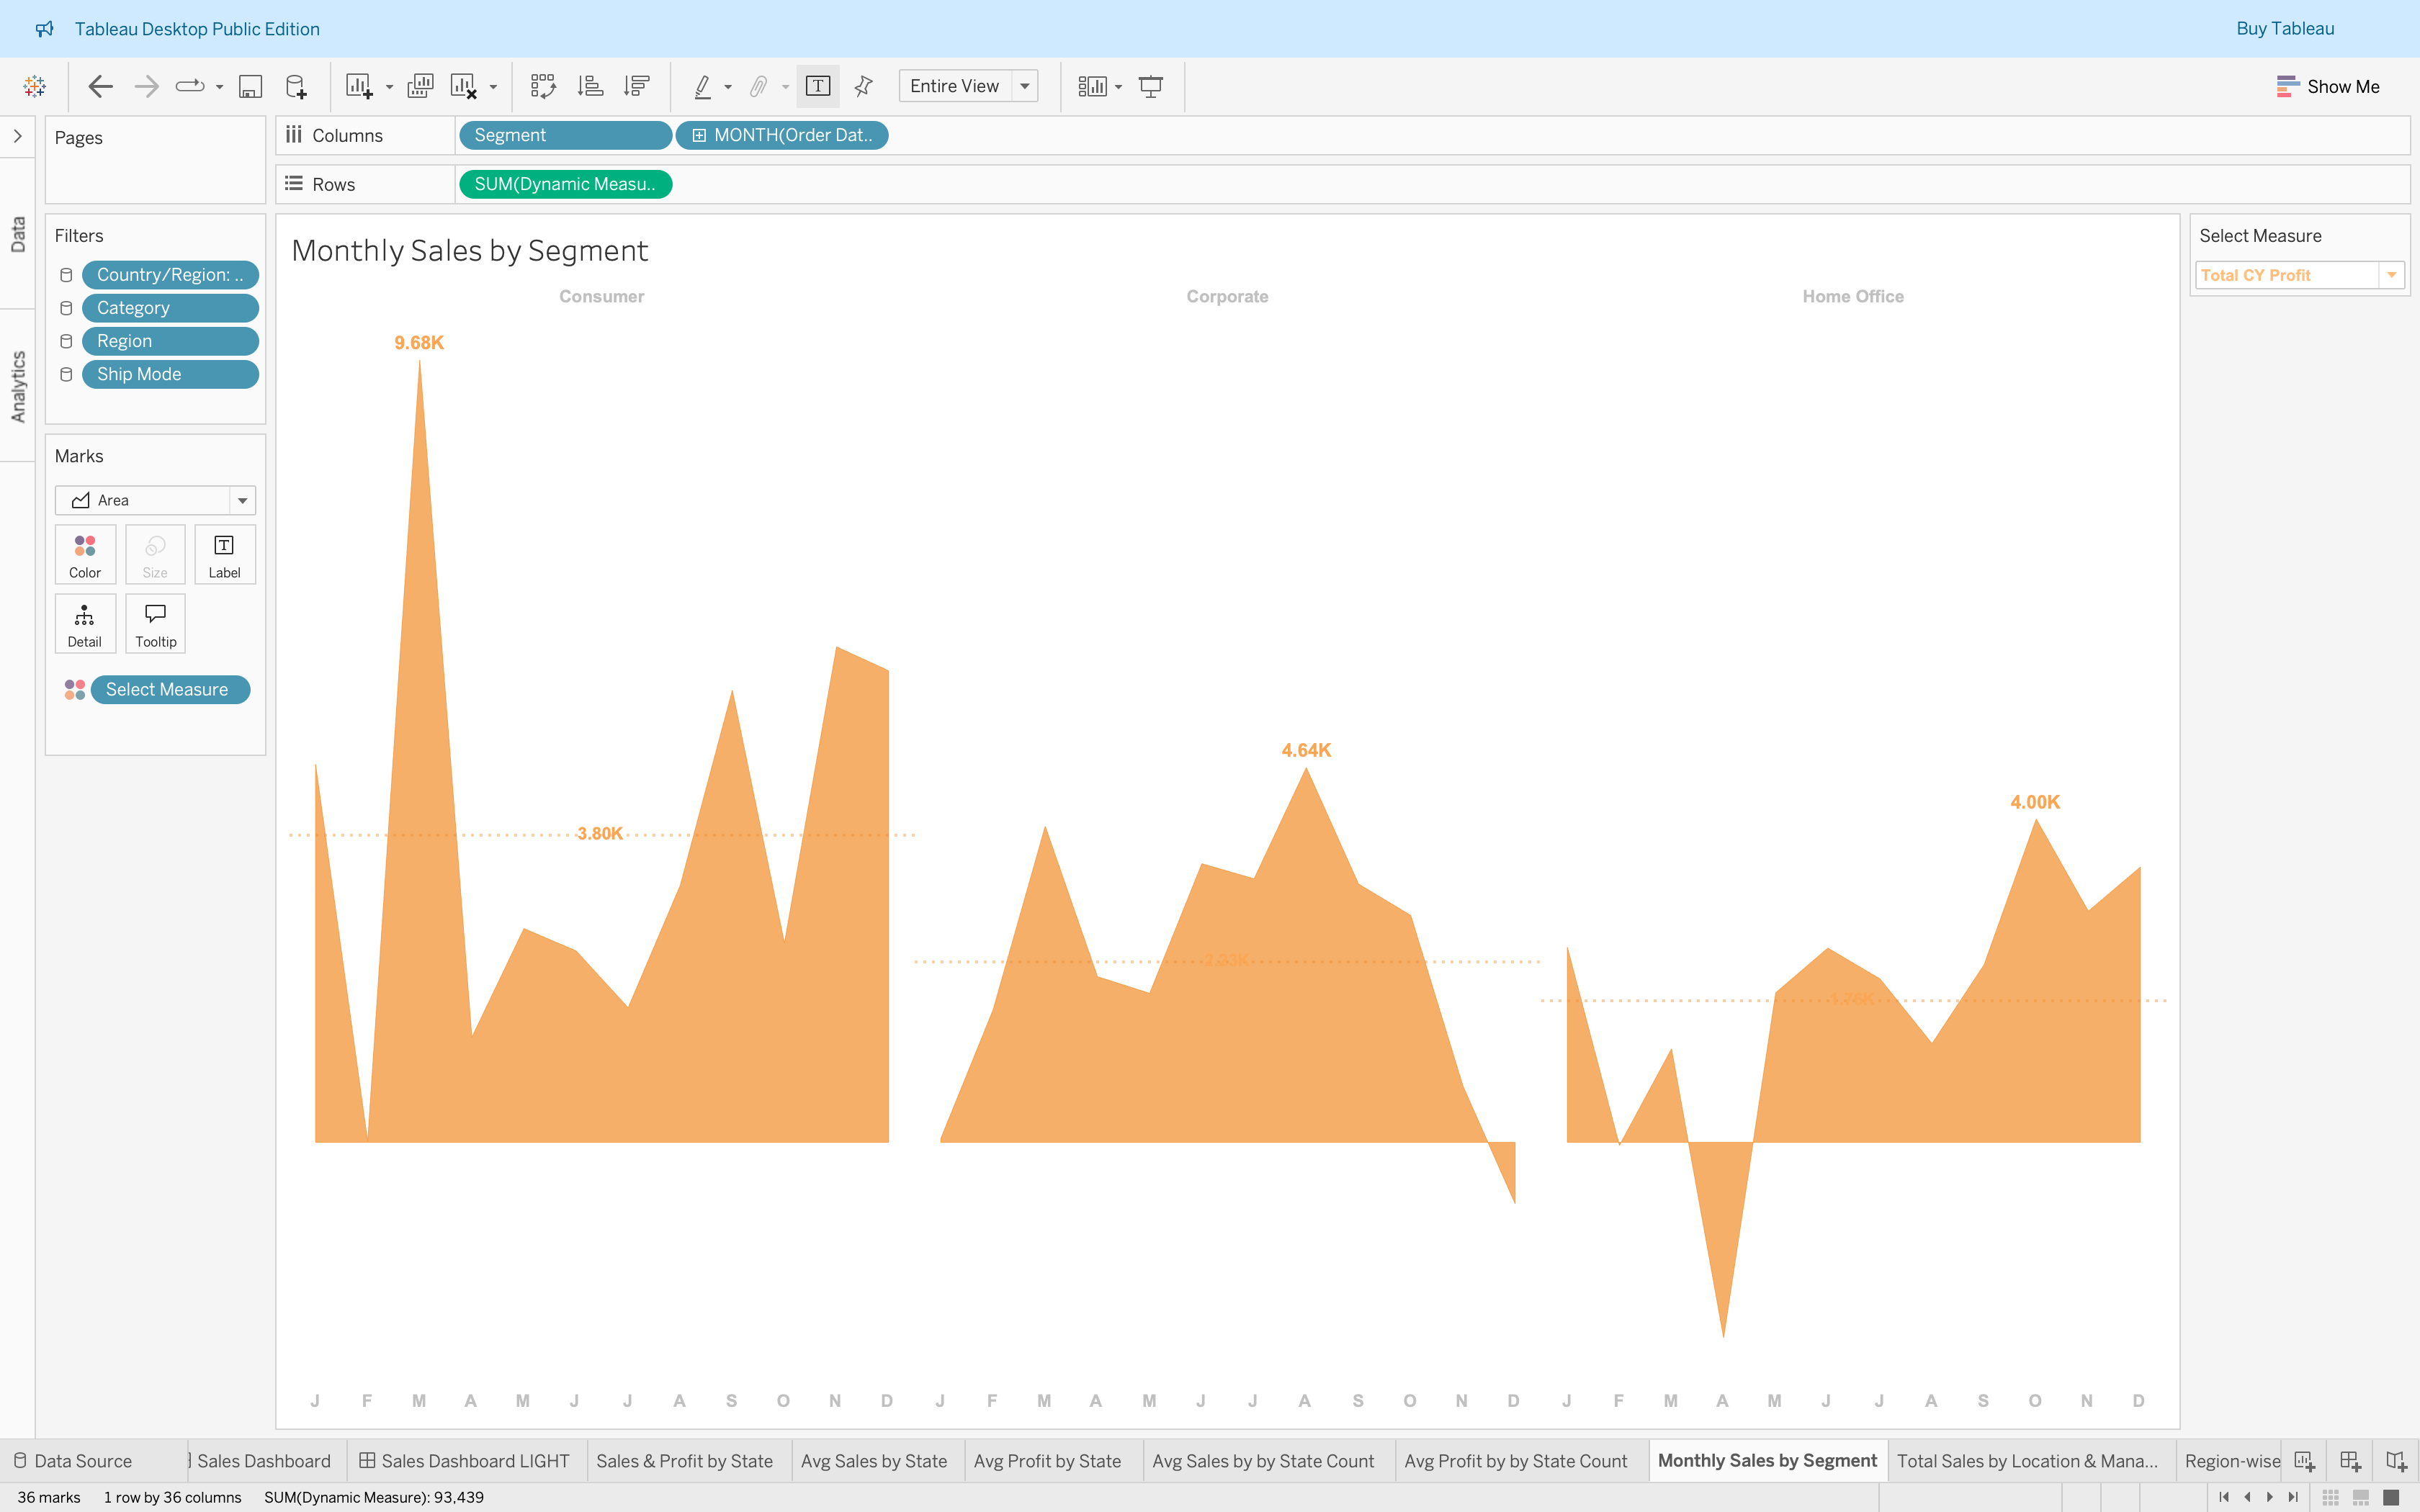 Tableau Desktop Public Edition
Buy Tableau
Entire View
Show Me
Pages
Columns
Segment
MONTH(Order Dat..
Rows
SUM(Dynamic Measu..
Data
Analytics
Filters
Country/Region: ..
Category
Region
Ship Mode
Marks
Area
Color
Size
Label
Detail
Tooltip
Select Measure
Monthly Sales by Segment
Consumer
Corporate
Home Office
9.68K
3.80K
4.64K
2.33K
4.00K
1.76K
J F M A M J J A S O N D J F M A M J J A S O N D J F M A M J J A S O N D
Select Measure
Total CY Profit
Data Source
Sales Dashboard
Sales Dashboard LIGHT
Sales & Profit by State
Avg Sales by State
Avg Profit by State
Avg Sales by by State Count
Avg Profit by by State Count
Monthly Sales by Segment
Total Sales by Location & Mana...
Region-wise
36 marks
1 row by 36 columns
SUM(Dynamic Measure): 93,439